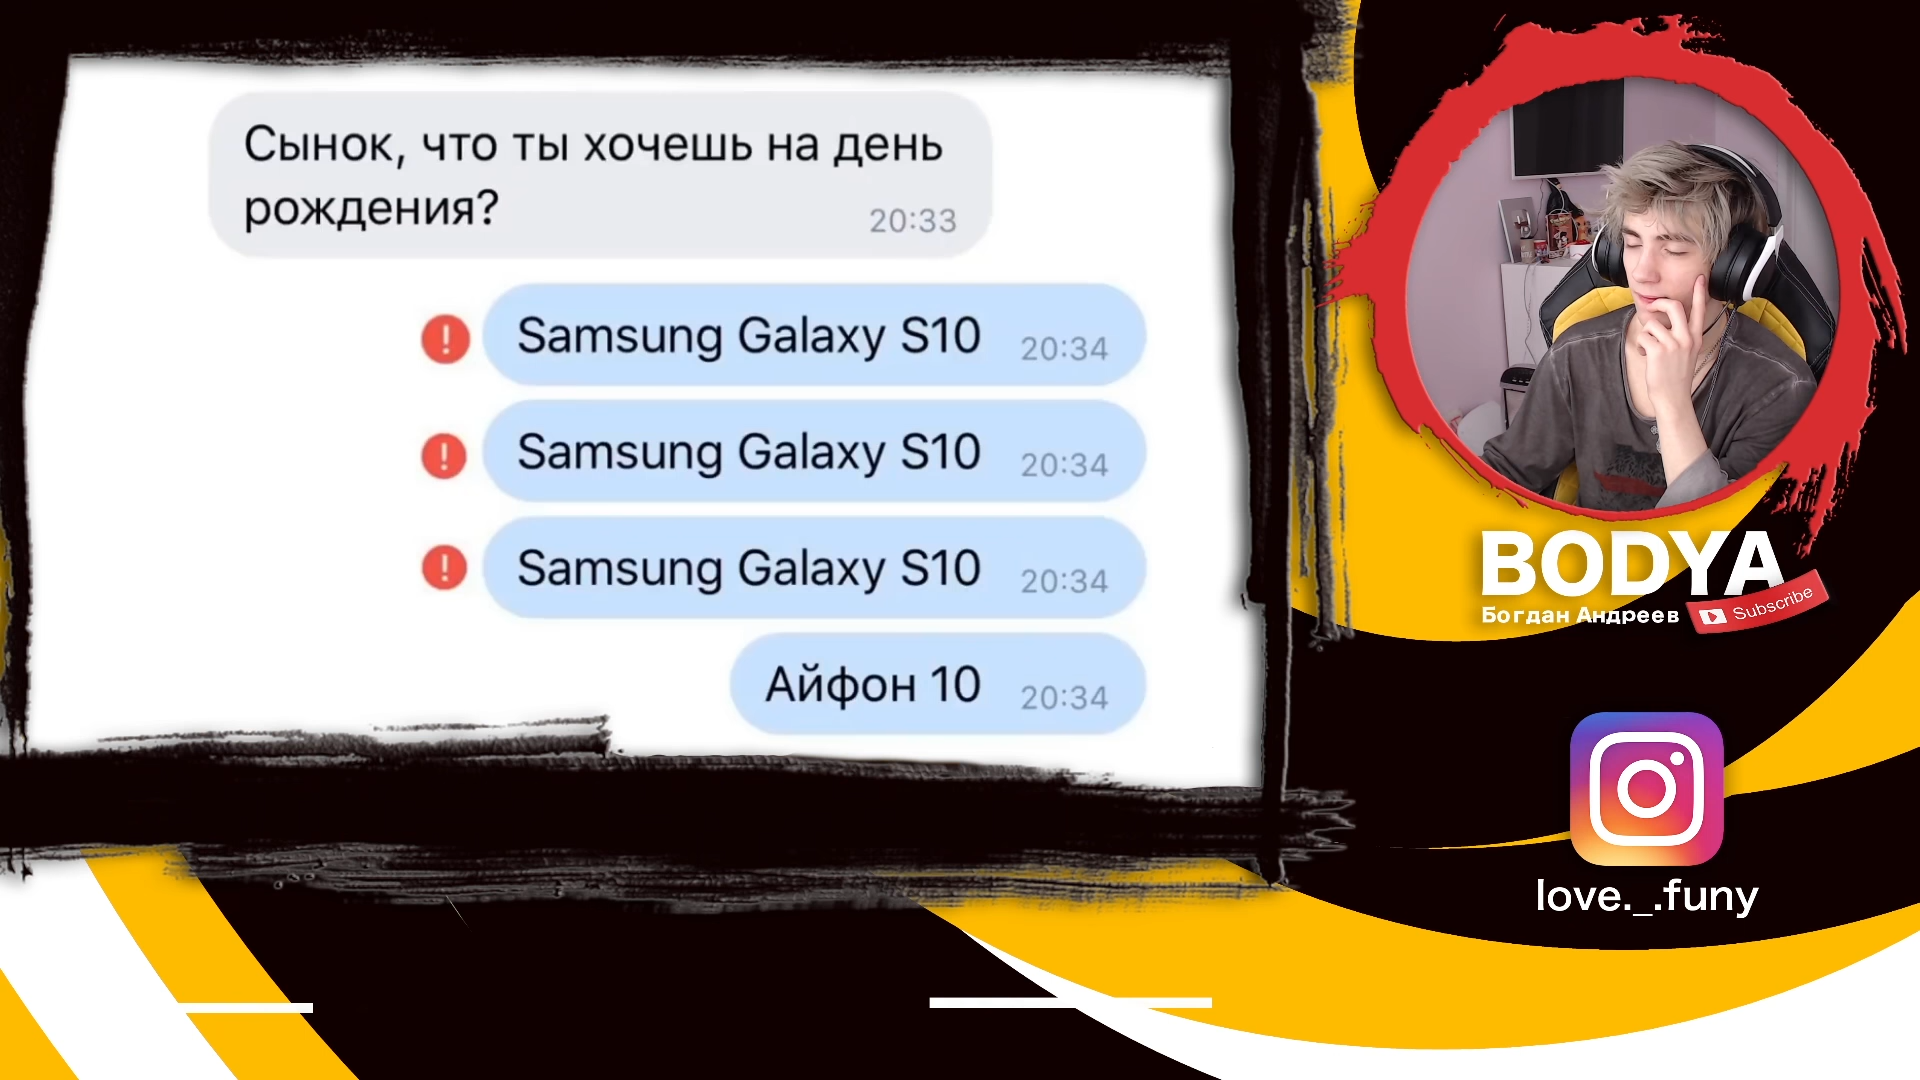 Сынок, что ты хочешь на день
рождения?
20:33
! Samsung Galaxy S10 20:34
! Samsung Galaxy S10 20:34
! Samsung Galaxy S10 20:34
Айфон 10 20:34
BODYA
Богдан Андреев
Subscribe
love._.funy